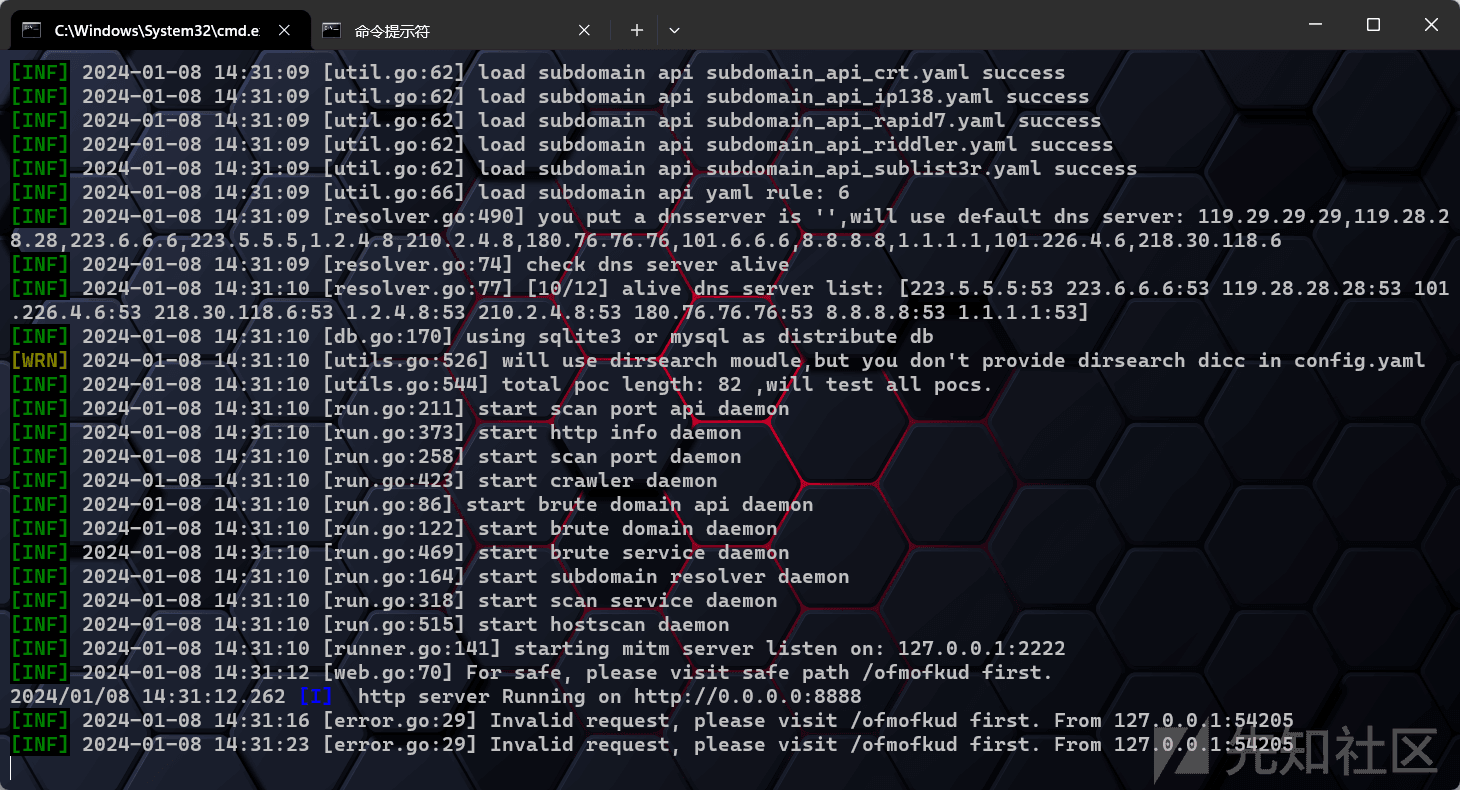 C:\Windows\System32\cmd.e
命令提示符
[INF] 2024-01-08 14:31:09 [util.go:62] load subdomain api subdomain_api_crt.yaml success
[INF] 2024-01-08 14:31:09 [util.go:62] load subdomain api subdomain_api_ip138.yaml success
[INF] 2024-01-08 14:31:09 [util.go:62] load subdomain api subdomain_api_rapid7.yaml success
[INF] 2024-01-08 14:31:09 [util.go:62] load subdomain api subdomain_api_riddler.yaml success
[INF] 2024-01-08 14:31:09 [util.go:62] load subdomain api subdomain_api_sublist3r.yaml success
[INF] 2024-01-08 14:31:09 [util.go:66] load subdomain api yaml rule: 6
[INF] 2024-01-08 14:31:09 [resolver.go:490] you put a dnsserver is '',will use default dns server: 119.29.29.29,119.28.2
8.28,223.6.6.6,223.5.5.5,1.2.4.8,210.2.4.8,180.76.76.76,101.6.6.6,8.8.8.8,1.1.1.1,101.226.4.6,218.30.118.6
[INF] 2024-01-08 14:31:09 [resolver.go:74] check dns server alive
[INF] 2024-01-08 14:31:10 [resolver.go:77] [10/12] alive dns server list: [223.5.5.5:53 223.6.6.6:53 119.28.28.28:53 101
.226.4.6:53 218.30.118.6:53 1.2.4.8:53 210.2.4.8:53 180.76.76.76:53 8.8.8.8:53 1.1.1.1:53]
[INF] 2024-01-08 14:31:10 [db.go:170] using sqlite3 or mysql as distribute db
[WRN] 2024-01-08 14:31:10 [utils.go:526] will use dirsearch moudle,but you don't provide dirsearch dicc in config.yaml
[INF] 2024-01-08 14:31:10 [utils.go:544] total poc length: 82 ,will test all pocs.
[INF] 2024-01-08 14:31:10 [run.go:211] start scan port api daemon
[INF] 2024-01-08 14:31:10 [run.go:373] start http info daemon
[INF] 2024-01-08 14:31:10 [run.go:258] start scan port daemon
[INF] 2024-01-08 14:31:10 [run.go:423] start crawler daemon
[INF] 2024-01-08 14:31:10 [run.go:86] start brute domain api daemon
[INF] 2024-01-08 14:31:10 [run.go:122] start brute domain daemon
[INF] 2024-01-08 14:31:10 [run.go:469] start brute service daemon
[INF] 2024-01-08 14:31:10 [run.go:164] start subdomain resolver daemon
[INF] 2024-01-08 14:31:10 [run.go:318] start scan service daemon
[INF] 2024-01-08 14:31:10 [run.go:515] start hostscan daemon
[INF] 2024-01-08 14:31:10 [runner.go:141] starting mitm server listen on: 127.0.0.1:2222
[INF] 2024-01-08 14:31:12 [web.go:70] For safe, please visit safe path /ofmofkud first.
2024/01/08 14:31:12.262 [I]  http server Running on http://0.0.0.0:8888
[INF] 2024-01-08 14:31:16 [error.go:29] Invalid request, please visit /ofmofkud first. From 127.0.0.1:54205
[INF] 2024-01-08 14:31:23 [error.go:29] Invalid request, please visit /ofmofkud first. From 127.0.0.1:54205
先知社区